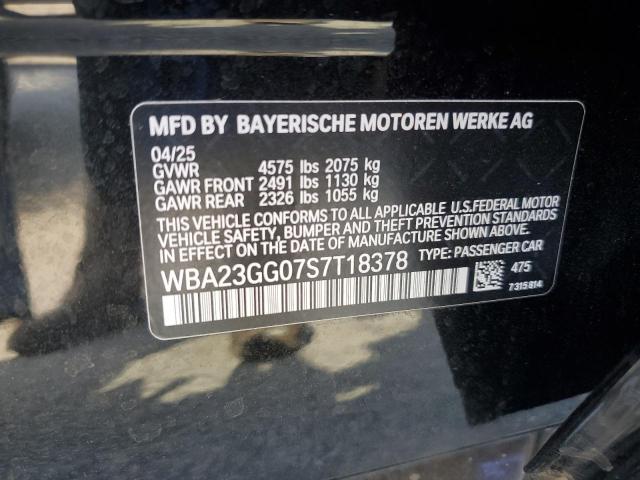 MFD BY BAYERISCHE MOTOREN WERKE AG
04/25
GVWR 4575 lbs 2075 kg
GAWR FRONT 2491 lbs 1130 kg
GAWR REAR 2326 lbs 1055 kg
THIS VEHICLE CONFORMS TO ALL APPLICABLE U.S.FEDERAL MOTOR
VEHICLE SAFETY, BUMPER, AND THEFT PREVENTION STANDARDS
IN EFFECT ON THE DATE OF MANUFACTURE SHOWN ABOVE.
WBA23GG07S7T18378 TYPE: PASSENGER CAR
475
7315814